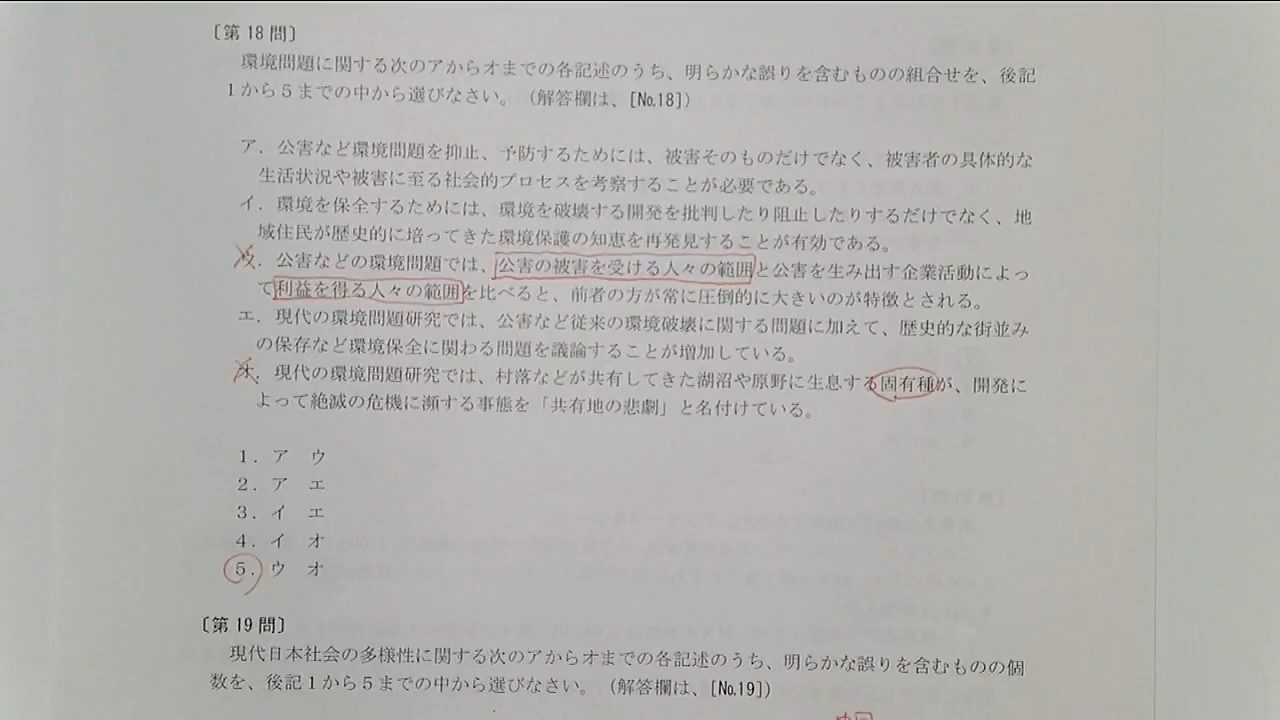 〔第18問〕
環境問題に関する次のアからオまでの各記述のうち、明らかな誤りを含むものの組合せを、後記
1から5までの中から選びなさい。（解答欄は、[No.18]）
ア．公害など環境問題を抑止、予防するためには、被害そのものだけでなく、被害者の具体的な
生活状況や被害に至る社会的プロセスを考察することが必要である。
イ．環境を保全するためには、環境を破壊する開発を批判したり阻止したりするだけでなく、地
域住民が歴史的に培ってきた環境保護の知恵を再発見することが有効である。
ウ．公害などの環境問題では、公害の被害を受ける人々の範囲と公害を生み出す企業活動によっ
て利益を得る人々の範囲を比べると、前者の方が常に圧倒的に大きいのが特徴とされる。
エ．現代の環境問題研究では、公害など従来の環境破壊に関する問題に加えて、歴史的な街並み
の保存など環境保全に関わる問題を議論することが増加している。
オ．現代の環境問題研究では、村落などが共有してきた湖沼や原野に生息する固有種が、開発に
よって絶滅の危機に瀕する事態を「共有地の悲劇」と名付けている。
1．ア　ウ
2．ア　エ
3．イ　エ
4．イ　オ
5．ウ　オ
〔第19問〕
現代日本社会の多様性に関する次のアからオまでの各記述のうち、明らかな誤りを含むものの個
数を、後記1から5までの中から選びなさい。（解答欄は、[No.19]）